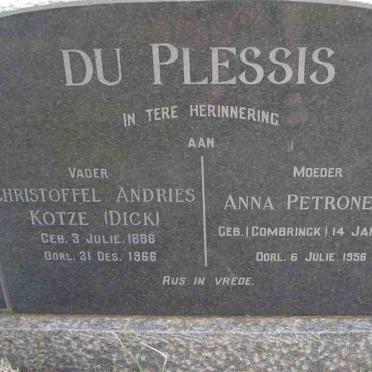 DU PLESSIS
IN TERE HERINNERING
AAN
VADER
CHRISTOFFEL ANDRIES
KOTZE (DICK)
GEB. 3 JULIE. 1886
OORL. 31 DES. 1966
MOEDER
ANNA PETRONE
GEB. (COMBRINCK) 14 JAN
OORL. 6 JULIE 1956
RUS IN VREDE.